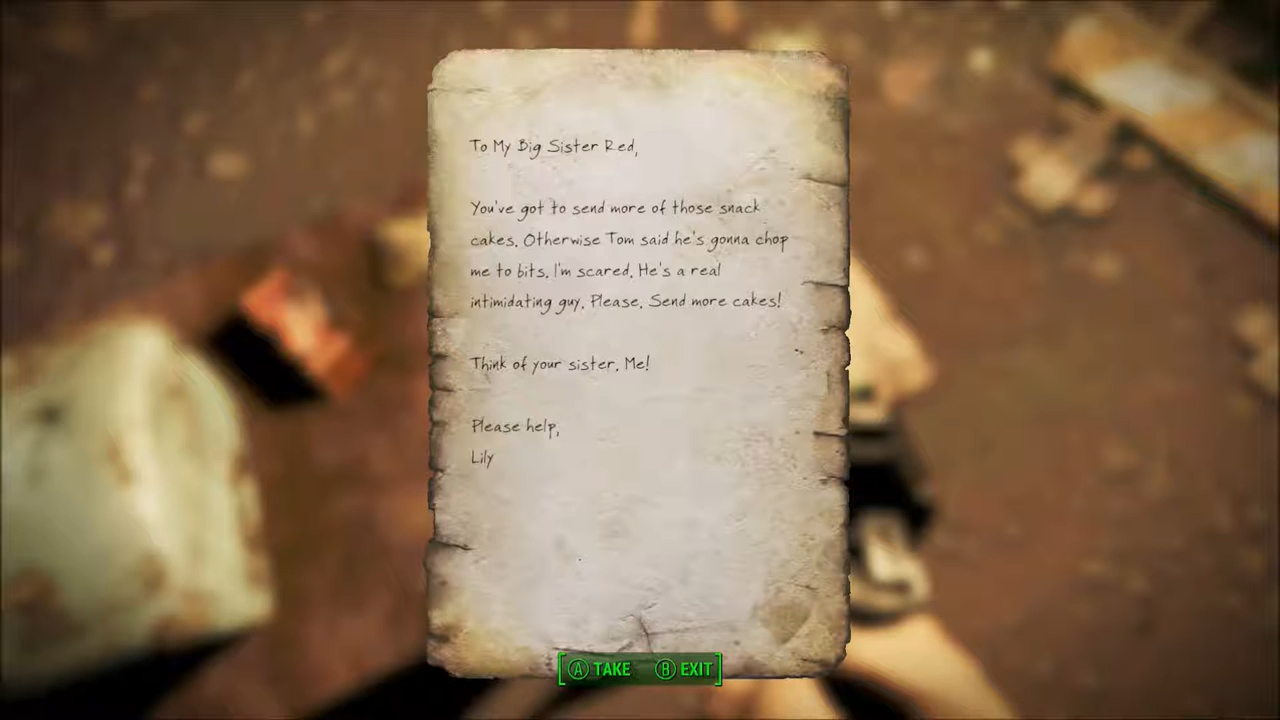 To My Big Sister Red,
You've got to send more of those snack
cakes. Otherwise Tom said he's gonna chop
me to bits. I'm scared. He's a real
intimidating guy. Please. Send more cakes!
Think of your sister. Me!
Please help,
Lily
A TAKE B EXIT